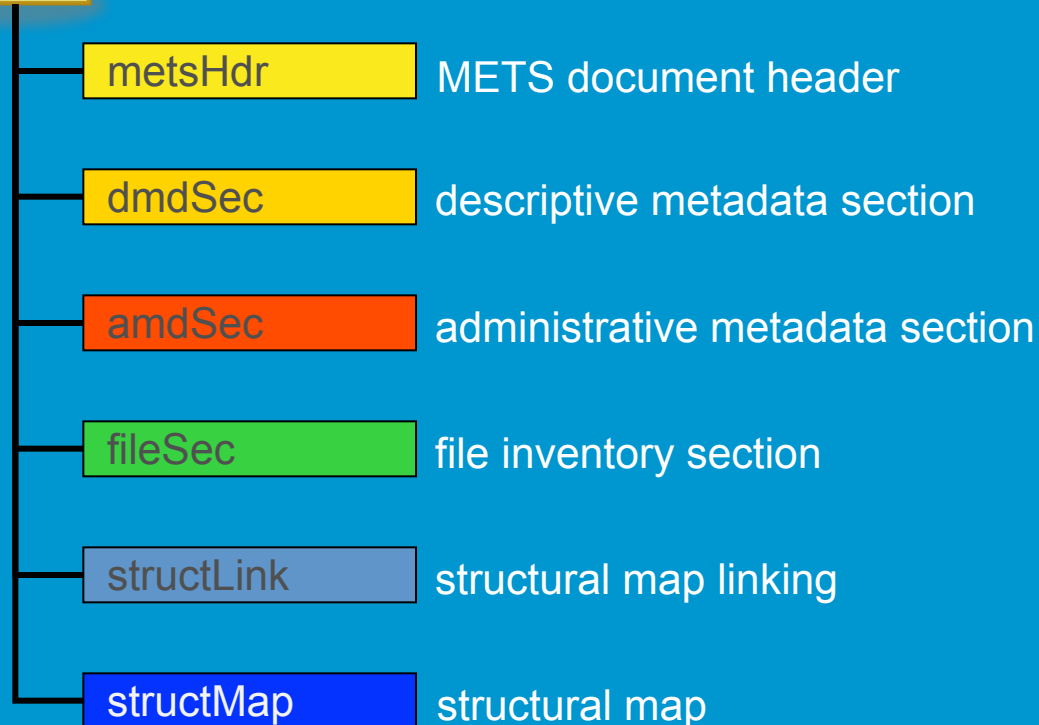 metsHdr METS document header
dmdSec descriptive metadata section
amdSec administrative metadata section
fileSec file inventory section
structLink structural map linking
structMap structural map